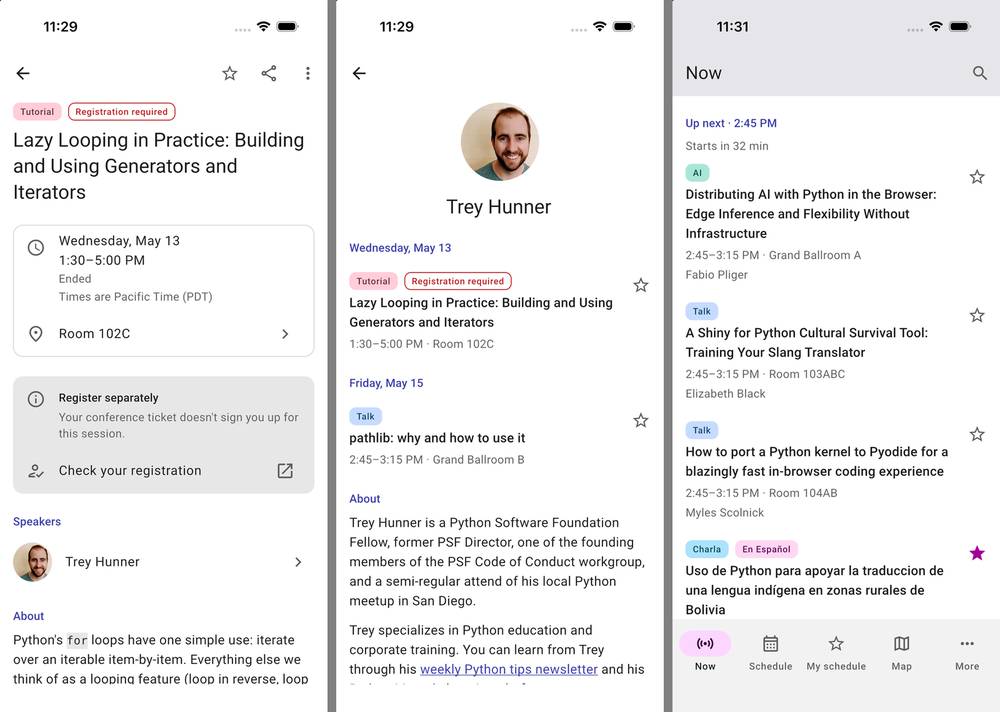 11:29
Tutorial
Registration required
Lazy Looping in Practice: Building
and Using Generators and
Iterators
Wednesday, May 13
1:30–5:00 PM
Ended
Times are Pacific Time (PDT)
Room 102C
Register separately
Your conference ticket doesn't sign you up for
this session.
Check your registration
Speakers
Trey Hunner
About
Python's for loops have one simple use: iterate
over an iterable item-by-item. Everything else we
think of as a looping feature (loop in reverse, loop
11:29
Trey Hunner
Wednesday, May 13
Tutorial
Registration required
Lazy Looping in Practice: Building and Using
Generators and Iterators
1:30–5:00 PM · Room 102C
Friday, May 15
Talk
pathlib: why and how to use it
2:45–3:15 PM · Grand Ballroom B
About
Trey Hunner is a Python Software Foundation
Fellow, former PSF Director, one of the founding
members of the PSF Code of Conduct workgroup,
and a semi-regular attend of his local Python
meetup in San Diego.
Trey specializes in Python education and
corporate training. You can learn from Trey
through his weekly Python tips newsletter and his
11:31
Now
Up next · 2:45 PM
Starts in 32 min
AI
Distributing AI with Python in the Browser:
Edge Inference and Flexibility Without
Infrastructure
2:45–3:15 PM · Grand Ballroom A
Fabio Pliger
Talk
A Shiny for Python Cultural Survival Tool:
Training Your Slang Translator
2:45–3:15 PM · Room 103ABC
Elizabeth Black
Talk
How to port a Python kernel to Pyodide for a
blazingly fast in-browser coding experience
2:45–3:15 PM · Room 104AB
Myles Scolnick
Charla
En Español
Uso de Python para apoyar la traduccion de
una lengua indígena en zonas rurales de
Bolivia
Now
Schedule
My schedule
Map
More